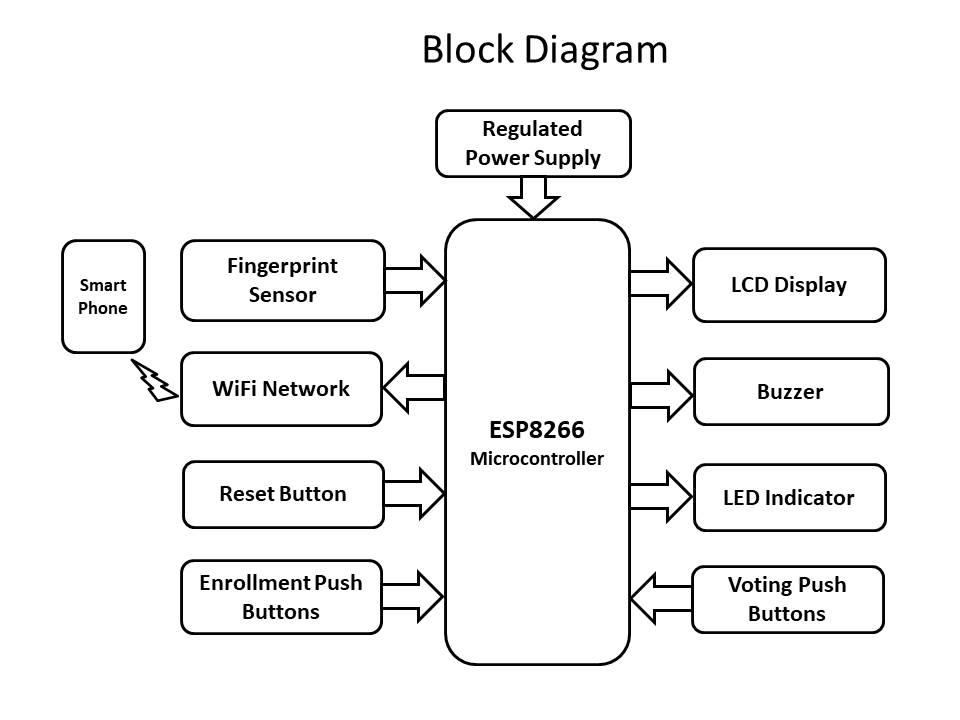 Block Diagram
Regulated
Power Supply
Smart
Phone
Fingerprint
Sensor
WiFi Network
Reset Button
Enrollment Push
Buttons
ESP8266
Microcontroller
LCD Display
Buzzer
LED Indicator
Voting Push
Buttons